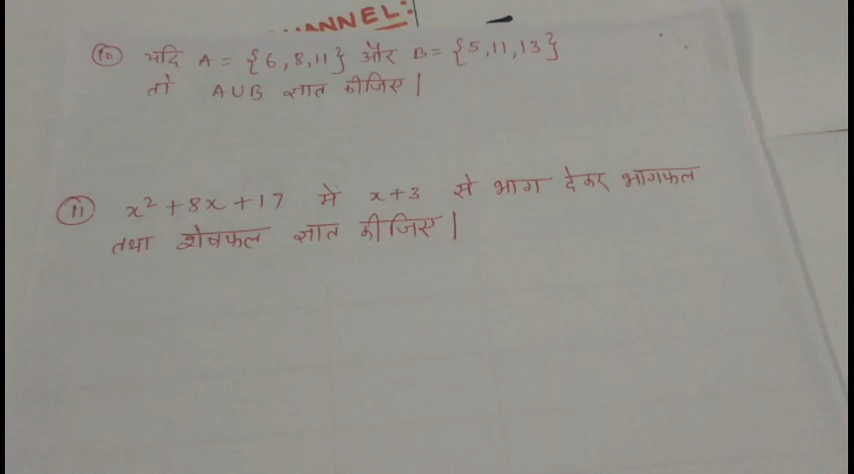 ...ANNEL:
(10) यदि A = {6, 8, 11} और B = {5, 11, 13}
तो A∪B ज्ञात कीजिए |
(11) x² + 8x + 17 में x + 3 से भाग देकर भागफल
तथा शेषफल ज्ञात कीजिए |